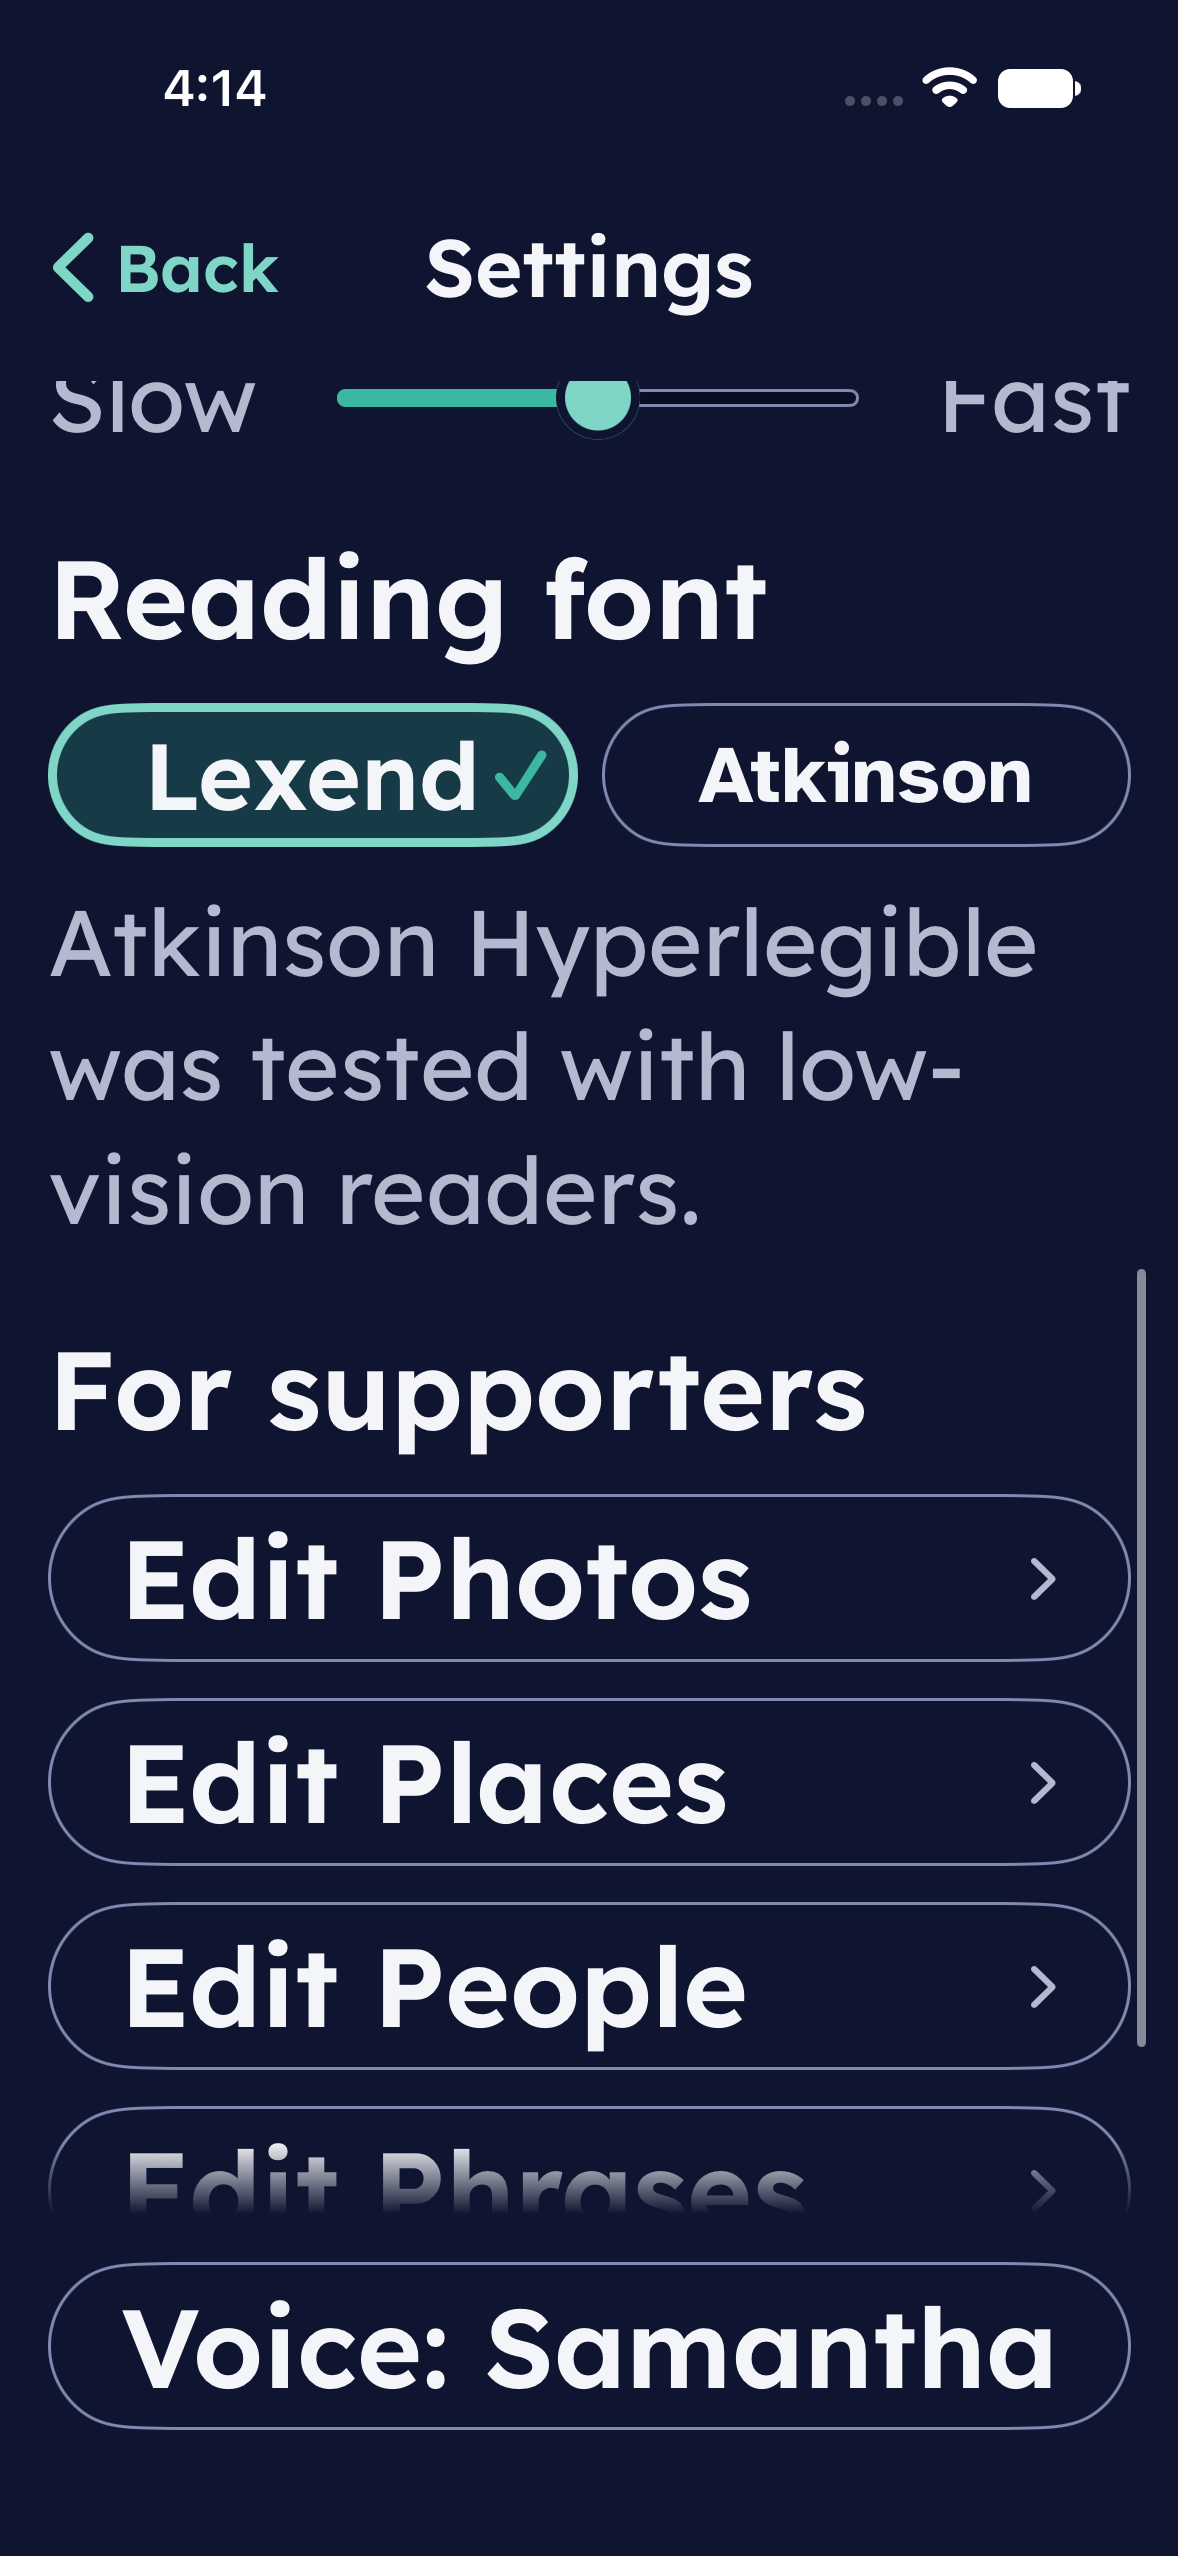 4:14
Back
Settings
Slow
Fast
Reading font
Lexend
Atkinson
Atkinson Hyperlegible
was tested with low-
vision readers.
For supporters
Edit Photos
Edit Places
Edit People
Edit Phrases
Voice: Samantha